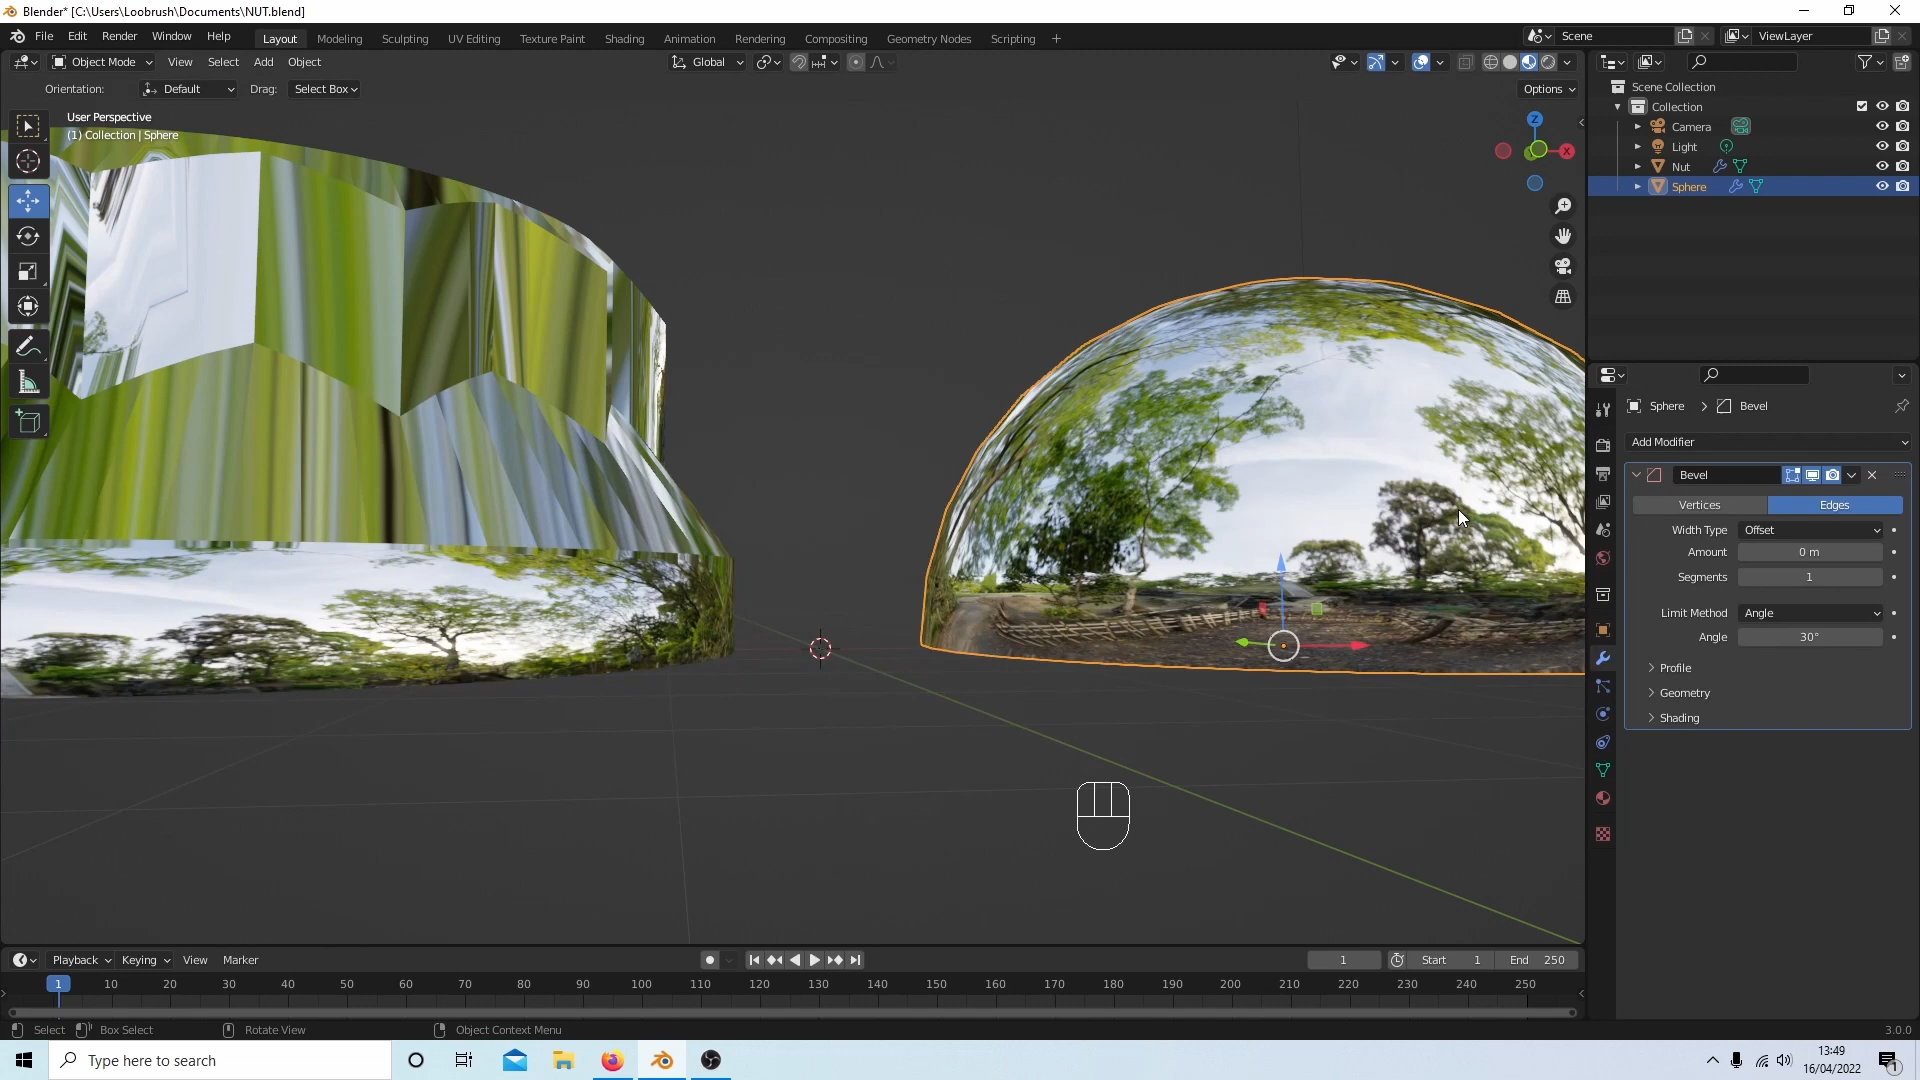 Blender* [C:\Users\Loobrush\Documents\NUT.blend]
File Edit Render Window Help Layout Modeling Sculpting UV Editing Texture Paint Shading Animation Rendering Compositing Geometry Nodes Scripting + Scene ViewLayer
Object Mode View Select Add Object Global
Orientation: Default Drag: Select Box Options
User Perspective
(1) Collection | Sphere
Z
X
Scene Collection
Collection
Camera
Light
Nut
Sphere
Sphere > Bevel
Add Modifier
Bevel
Vertices Edges
Width Type Offset
Amount 0 m
Segments 1
Limit Method Angle
Angle 30°
Profile
Geometry
Shading
Playback Keying View Marker 1 Start 1 End 250
1 10 20 30 40 50 60 70 80 90 100 110 120 130 140 150 160 170 180 190 200 210 220 230 240 250
Select Box Select Rotate View Object Context Menu 3.0.0
Type here to search
13:49
16/04/2022
1